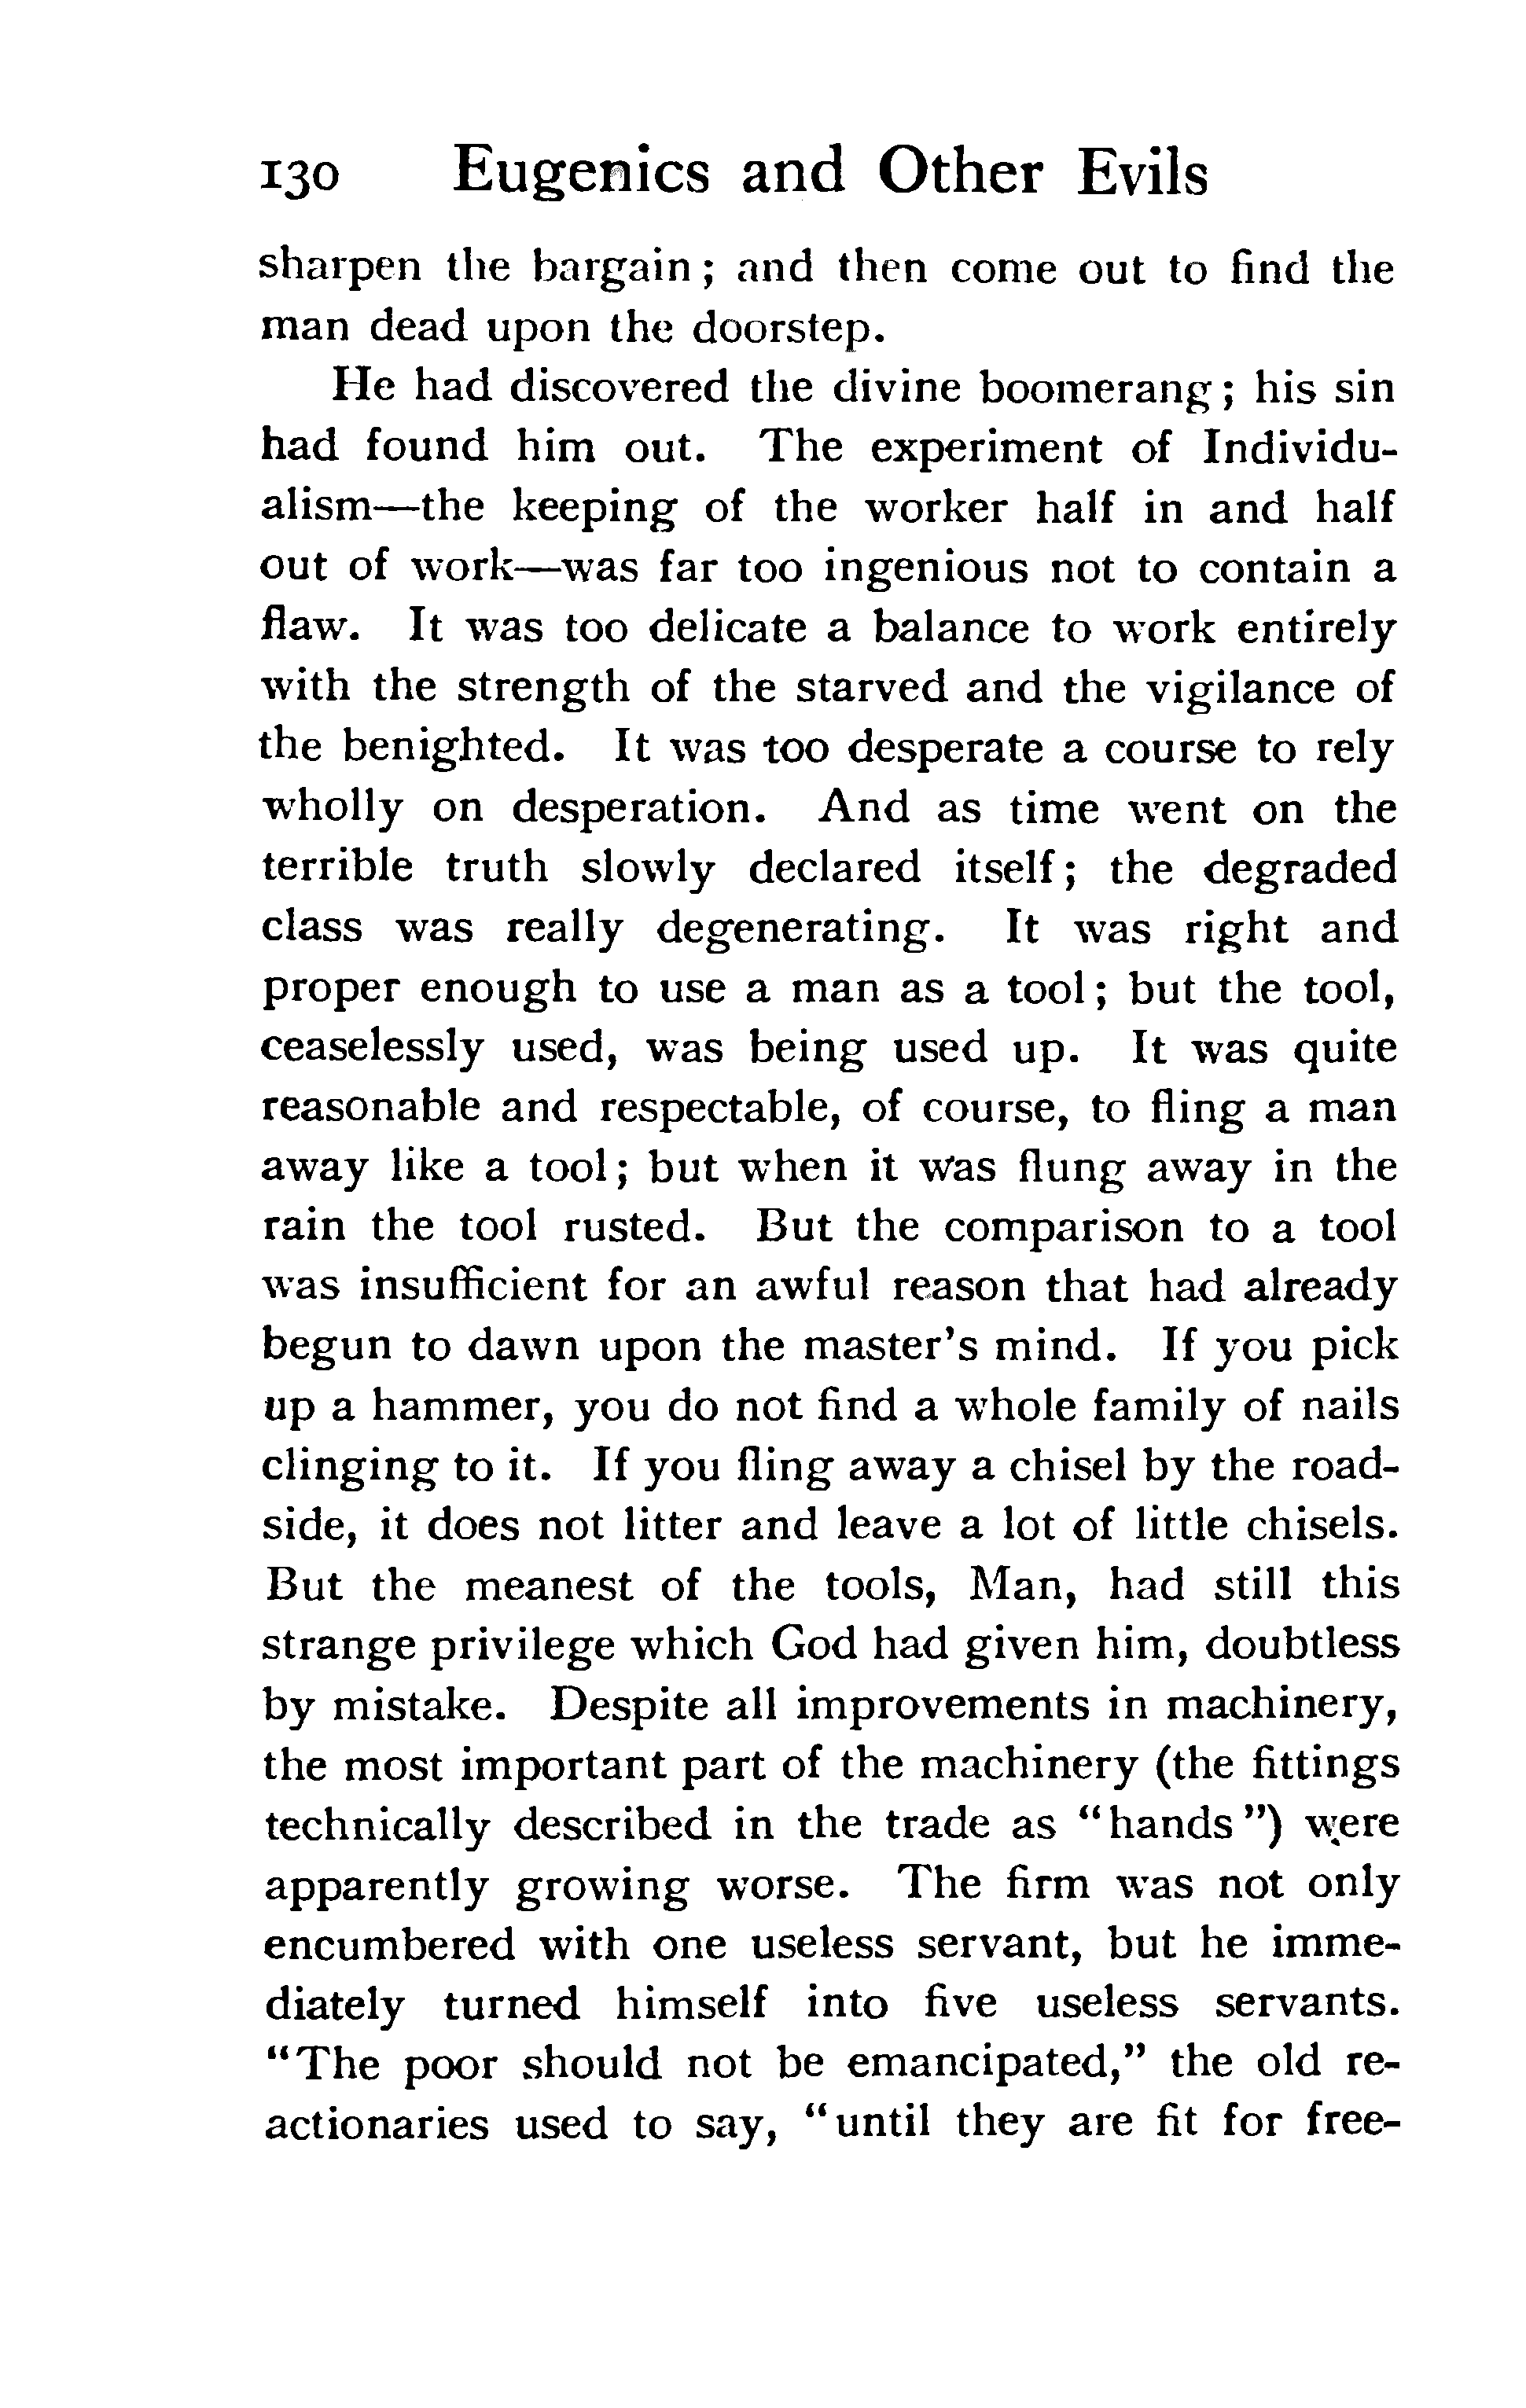 130 Eugenics and Other Evils
sharpen the bargain; and then come out to find the
man dead upon the doorstep.
He had discovered the divine boomerang; his sin
had found him out. The experiment of Individu-
alism—the keeping of the worker half in and half
out of work—was far too ingenious not to contain a
flaw. It was too delicate a balance to work entirely
with the strength of the starved and the vigilance of
the benighted. It was too desperate a course to rely
wholly on desperation. And as time went on the
terrible truth slowly declared itself; the degraded
class was really degenerating. It was right and
proper enough to use a man as a tool; but the tool,
ceaselessly used, was being used up. It was quite
reasonable and respectable, of course, to fling a man
away like a tool; but when it was flung away in the
rain the tool rusted. But the comparison to a tool
was insufficient for an awful reason that had already
begun to dawn upon the master's mind. If you pick
up a hammer, you do not find a whole family of nails
clinging to it. If you fling away a chisel by the road-
side, it does not litter and leave a lot of little chisels.
But the meanest of the tools, Man, had still this
strange privilege which God had given him, doubtless
by mistake. Despite all improvements in machinery,
the most important part of the machinery (the fittings
technically described in the trade as "hands") were
apparently growing worse. The firm was not only
encumbered with one useless servant, but he imme-
diately turned himself into five useless servants.
"The poor should not be emancipated," the old re-
actionaries used to say, "until they are fit for free-